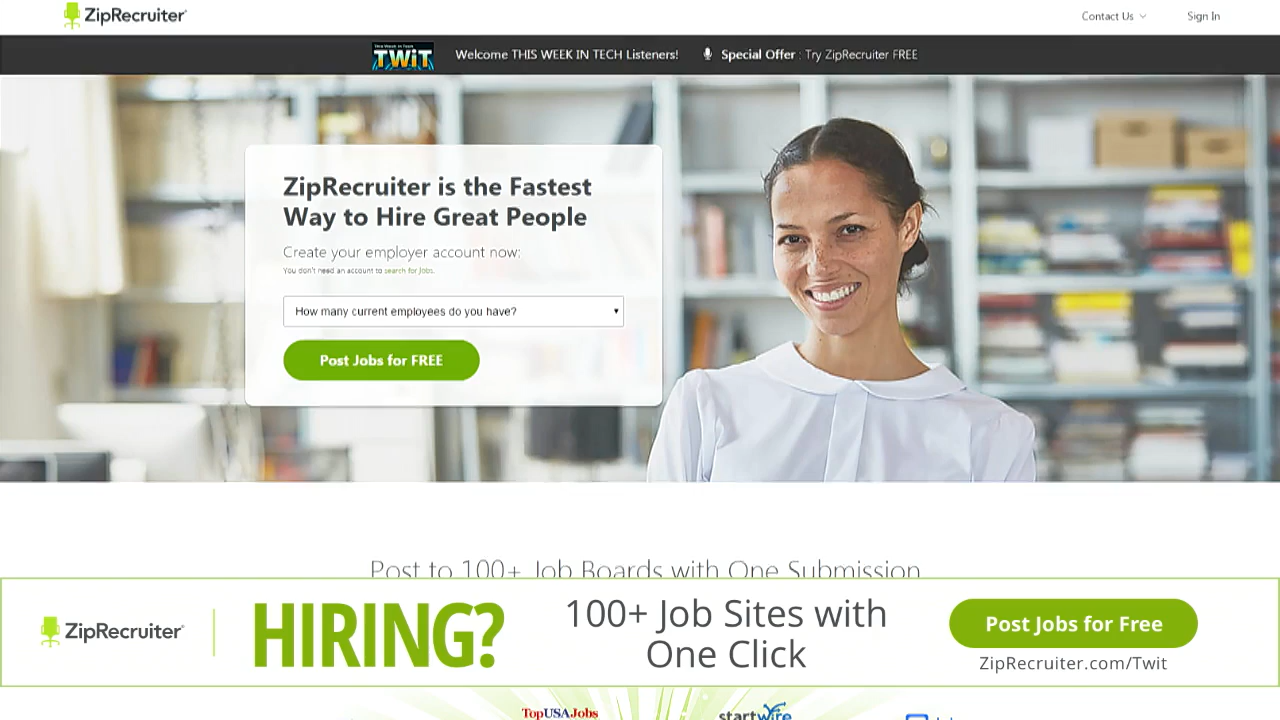 ZipRecruiter
Contact Us
Sign In
This Week in Tech
TWiT
Welcome THIS WEEK IN TECH Listeners!
Special Offer : Try ZipRecruiter FREE
ZipRecruiter is the Fastest
Way to Hire Great People
Create your employer account now:
You don't need an account to search for jobs.
How many current employees do you have?
Post Jobs for FREE
Post to 100+ Job Boards with One Submission
ZipRecruiter
HIRING?
100+ Job Sites with
One Click
Post Jobs for Free
ZipRecruiter.com/Twit
TopUSAJobs
startwire